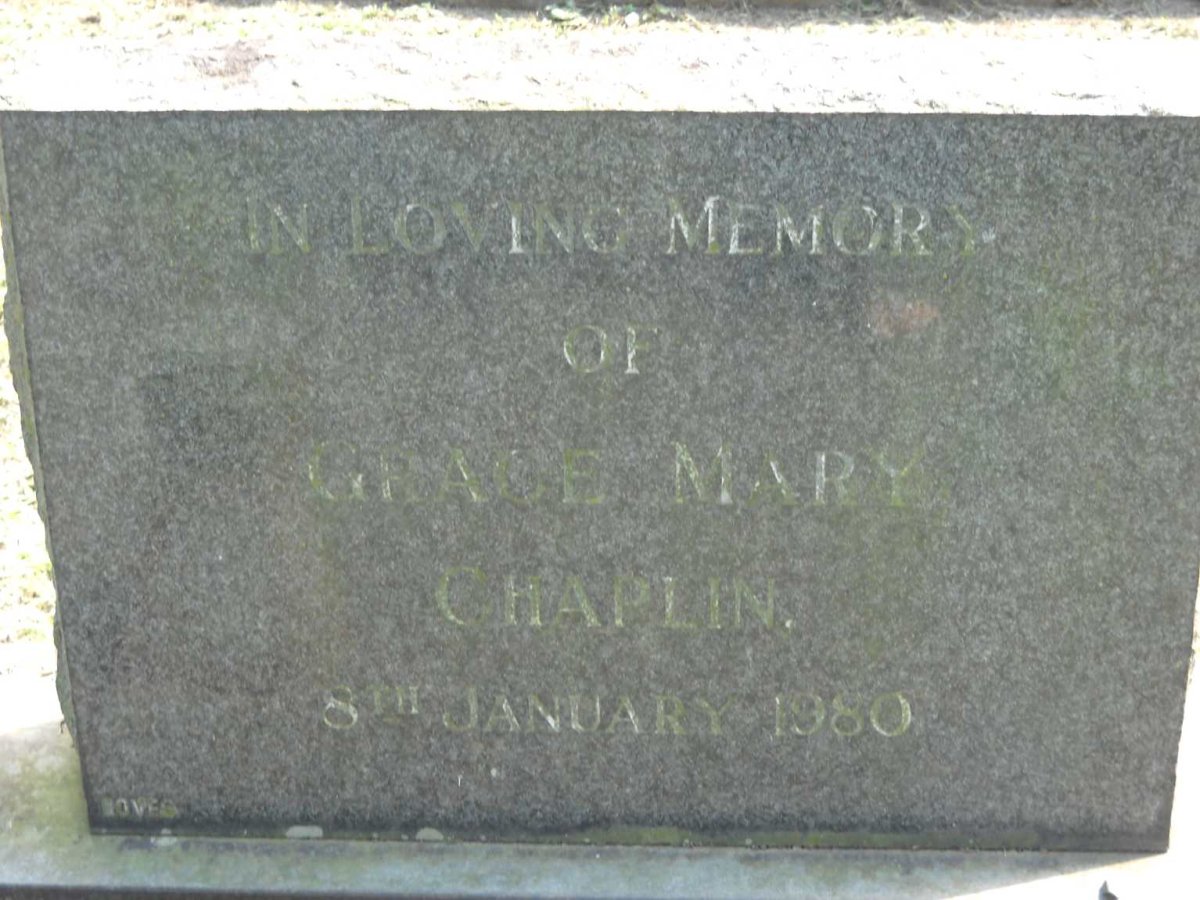 IN LOVING MEMORY
OF
GRACE MARY
CHAPLIN.
8TH JANUARY 1980